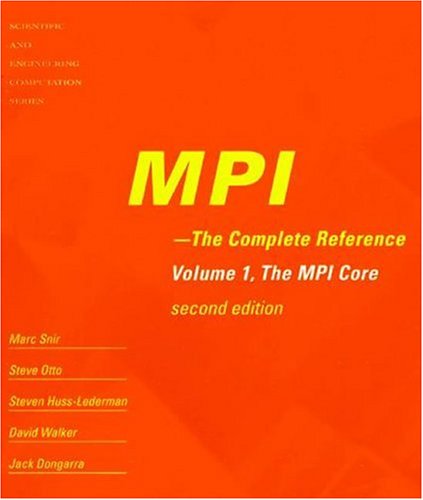 SCIENTIFIC
AND
ENGINEERING
COMPUTATION
SERIES
MPI
—The Complete Reference
Volume 1, The MPI Core
second edition
Marc Snir
Steve Otto
Steven Huss-Lederman
David Walker
Jack Dongarra